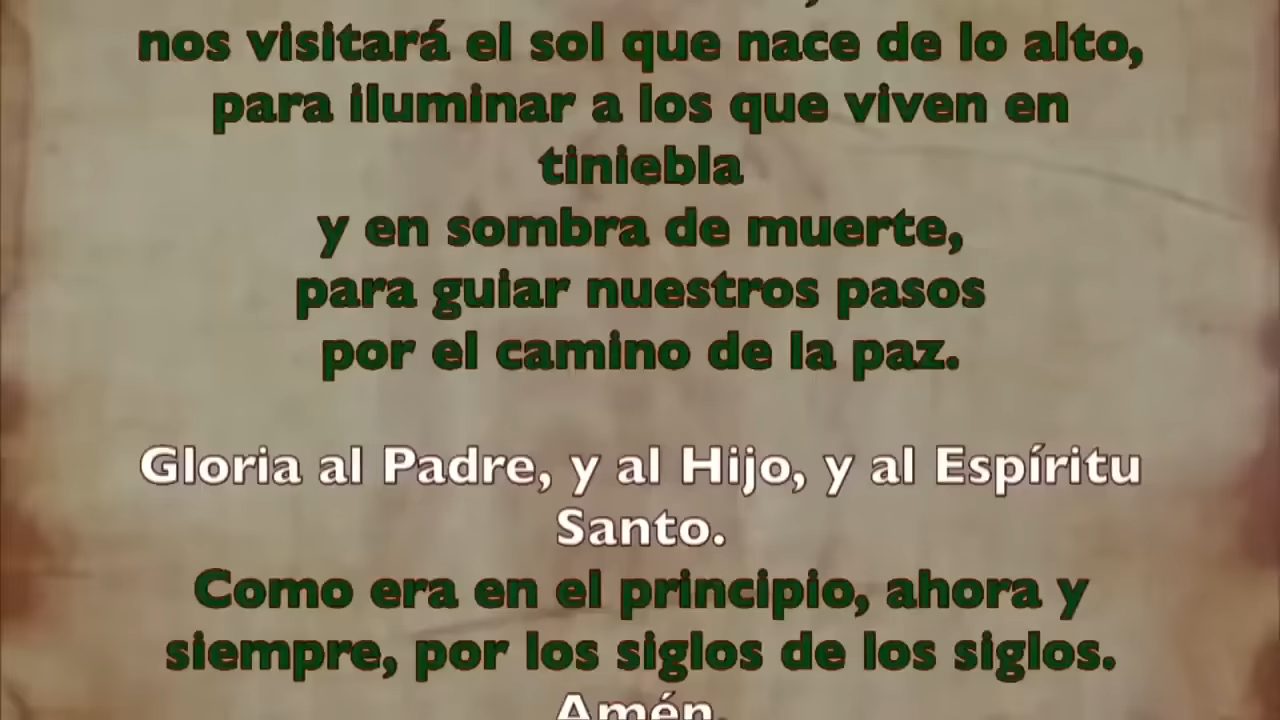 nos visitará el sol que nace de lo alto,
para iluminar a los que viven en
tiniebla
y en sombra de muerte,
para guiar nuestros pasos
por el camino de la paz.
Gloria al Padre, y al Hijo, y al Espíritu
Santo.
Como era en el principio, ahora y
siempre, por los siglos de los siglos.
Amén.